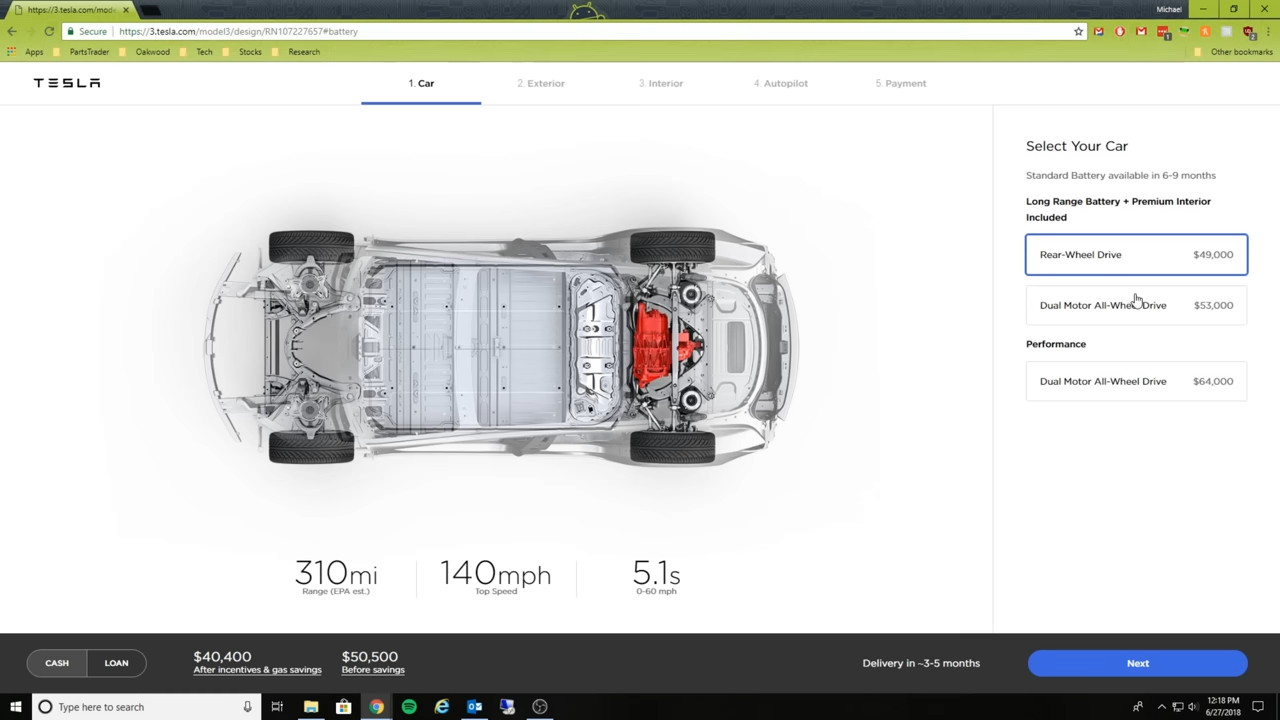 https://3.tesla.com/mode
Michael
Secure
https://3.tesla.com/model3/design/RN107227657#battery
Apps
PartsTrader
Oakwood
Tech
Stocks
Research
Other bookmarks
TESLA
1. Car
2. Exterior
3. Interior
4. Autopilot
5. Payment
Select Your Car
Standard Battery available in 6-9 months
Long Range Battery + Premium Interior
Included
Rear-Wheel Drive $49,000
Dual Motor All-Wheel Drive $53,000
Performance
Dual Motor All-Wheel Drive $64,000
310mi
Range (EPA est.)
140mph
Top Speed
5.1s
0-60 mph
CASH
LOAN
$40,400
After incentives & gas savings
$50,500
Before savings
Delivery in ~3-5 months
Next
Type here to search
12:18 PM
6/27/2018